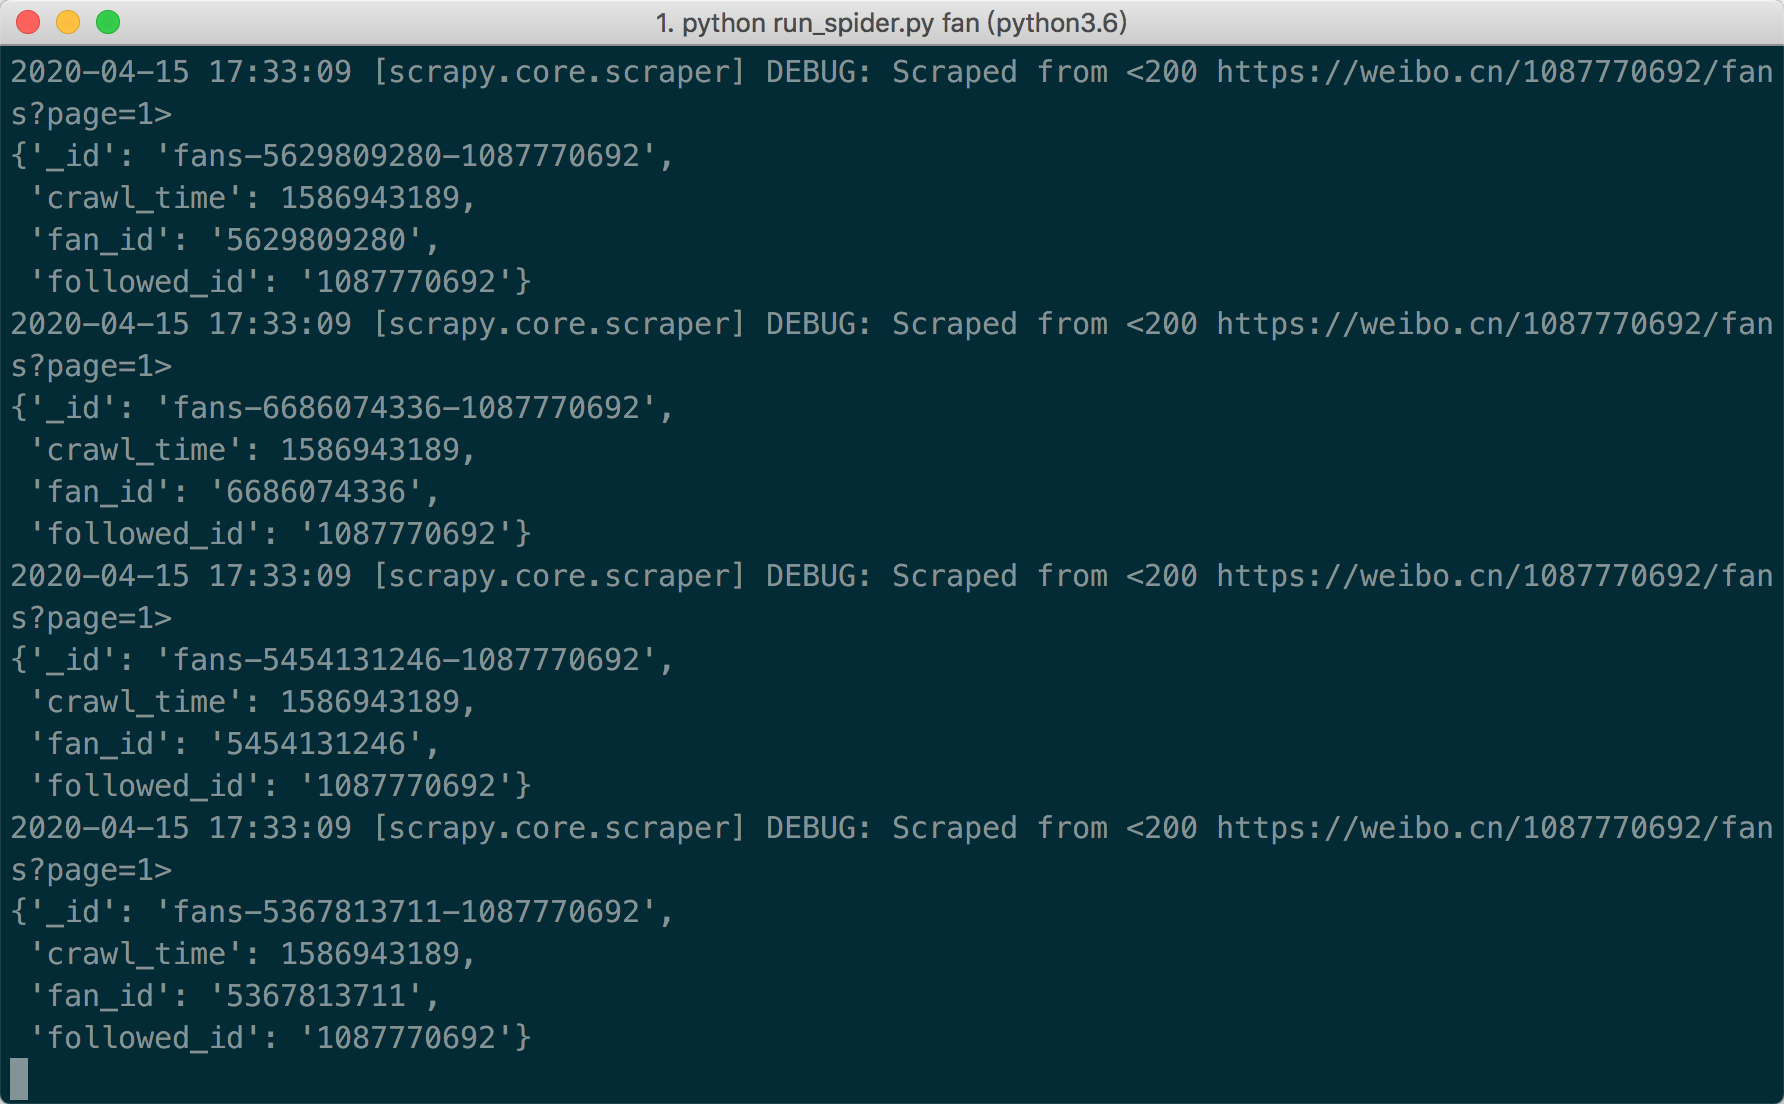 1. python run_spider.py fan (python3.6)
2020-04-15 17:33:09 [scrapy.core.scraper] DEBUG: Scraped from <200 https://weibo.cn/1087770692/fan
s?page=1>
{'_id': 'fans-5629809280-1087770692',
 'crawl_time': 1586943189,
 'fan_id': '5629809280',
 'followed_id': '1087770692'}
2020-04-15 17:33:09 [scrapy.core.scraper] DEBUG: Scraped from <200 https://weibo.cn/1087770692/fan
s?page=1>
{'_id': 'fans-6686074336-1087770692',
 'crawl_time': 1586943189,
 'fan_id': '6686074336',
 'followed_id': '1087770692'}
2020-04-15 17:33:09 [scrapy.core.scraper] DEBUG: Scraped from <200 https://weibo.cn/1087770692/fan
s?page=1>
{'_id': 'fans-5454131246-1087770692',
 'crawl_time': 1586943189,
 'fan_id': '5454131246',
 'followed_id': '1087770692'}
2020-04-15 17:33:09 [scrapy.core.scraper] DEBUG: Scraped from <200 https://weibo.cn/1087770692/fan
s?page=1>
{'_id': 'fans-5367813711-1087770692',
 'crawl_time': 1586943189,
 'fan_id': '5367813711',
 'followed_id': '1087770692'}